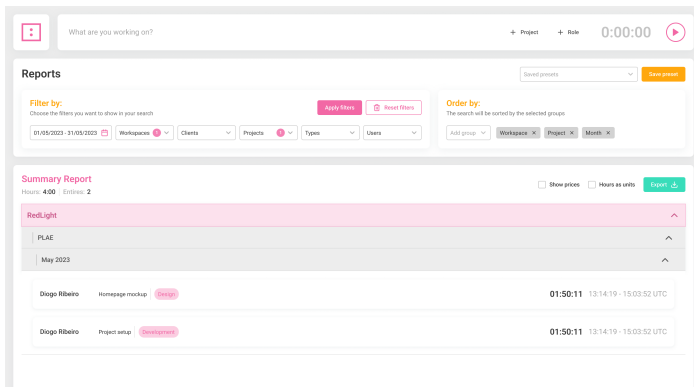 What are you working on?
+ Project
+ Role
0:00:00
Reports
Saved presets
Save preset
Filter by:
Choose the filters you want to show in your search
Apply filters
Reset filters
01/05/2023 - 31/05/2023
Workspaces 1
Clients
Projects 1
Types
Users
Order by:
The search will be sorted by the selected groups
Add group
Workspace ×
Project ×
Month ×
Summary Report
Hours: 4:00 | Entires: 2
Show prices
Hours as units
Export
RedLight
PLAE
May 2023
Diogo Ribeiro Homepage mockup Design 01:50:11 13:14:19 - 15:03:52 UTC
Diogo Ribeiro Project setup Development 01:50:11 13:14:19 - 15:03:52 UTC